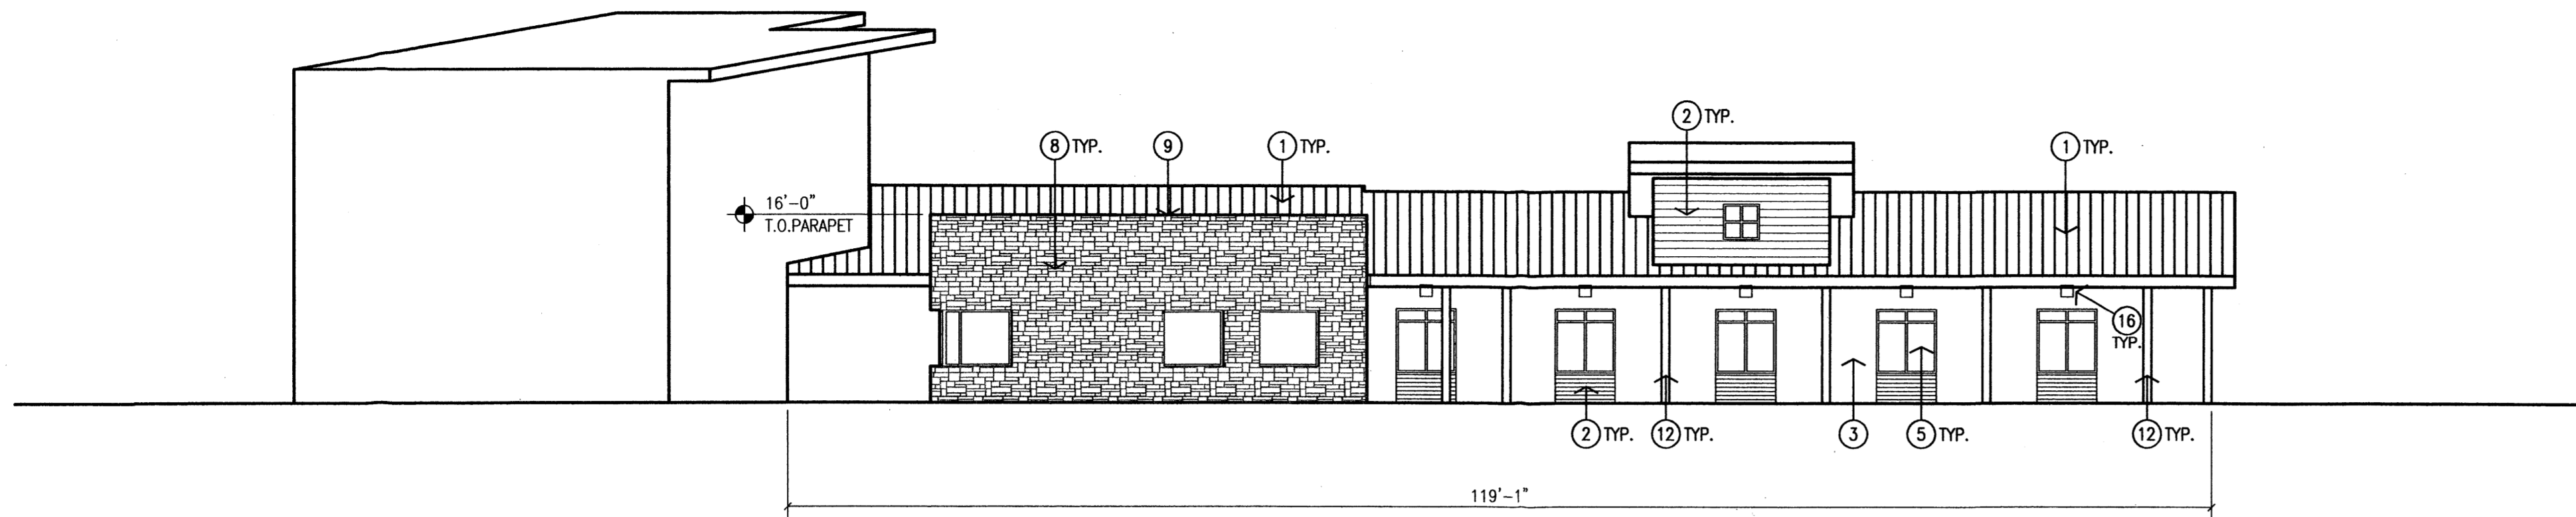 2 TYP.
8 TYP.
9
1 TYP.
1 TYP.
16'-0"
T.O.PARAPET
16
TYP.
2 TYP.
12 TYP.
3
5 TYP.
12 TYP.
119'-1"